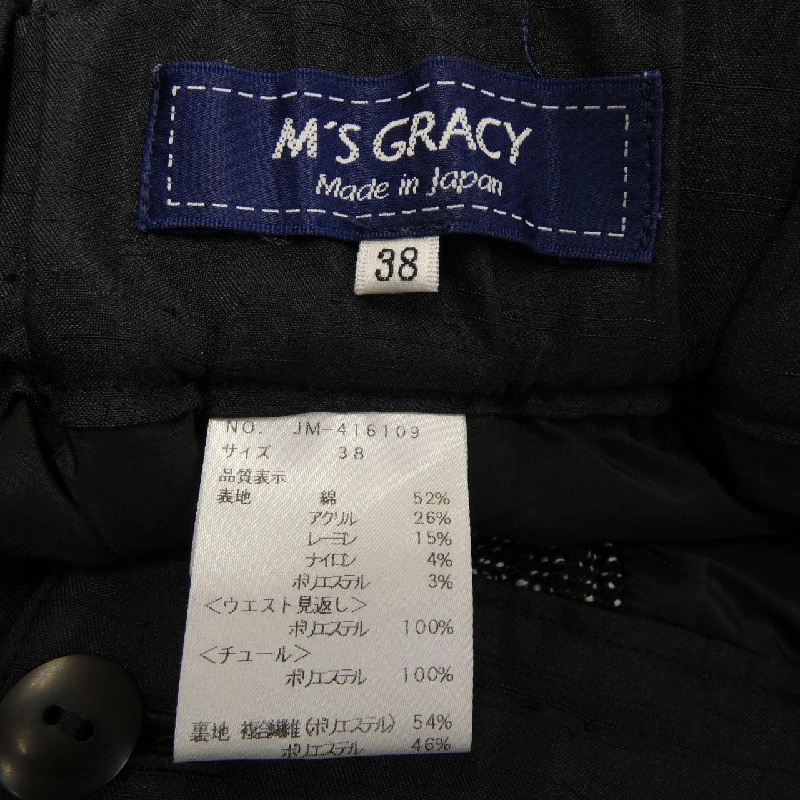 M'S GRACY
Made in Japan
38
NO. JM-416109
サイズ 38
品質表示
表地 綿 52%
アクリル 26%
レーヨン 15%
ナイロン 4%
ポリエステル 3%
<ウエスト見返し>
ポリエステル 100%
<チュール>
ポリエステル 100%
裏地 複合繊維(ポリエステル) 54%
ポリエステル 46%